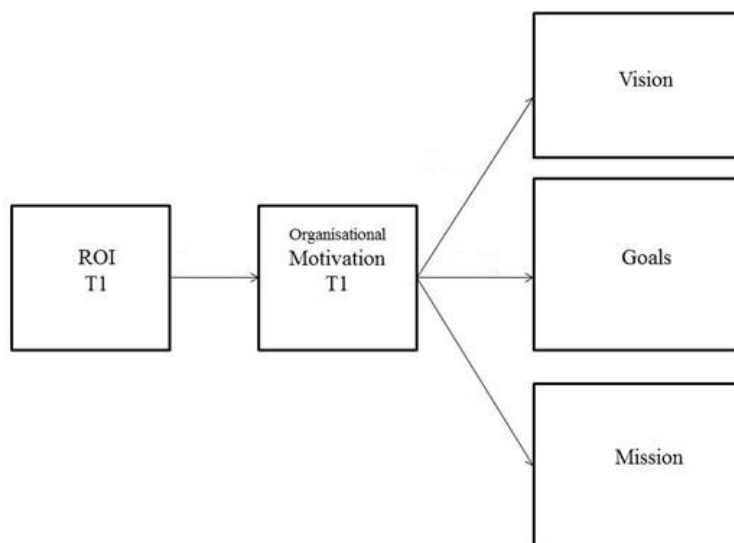 Vision
ROI
T1
Organisational
Motivation
T1
Goals
Mission